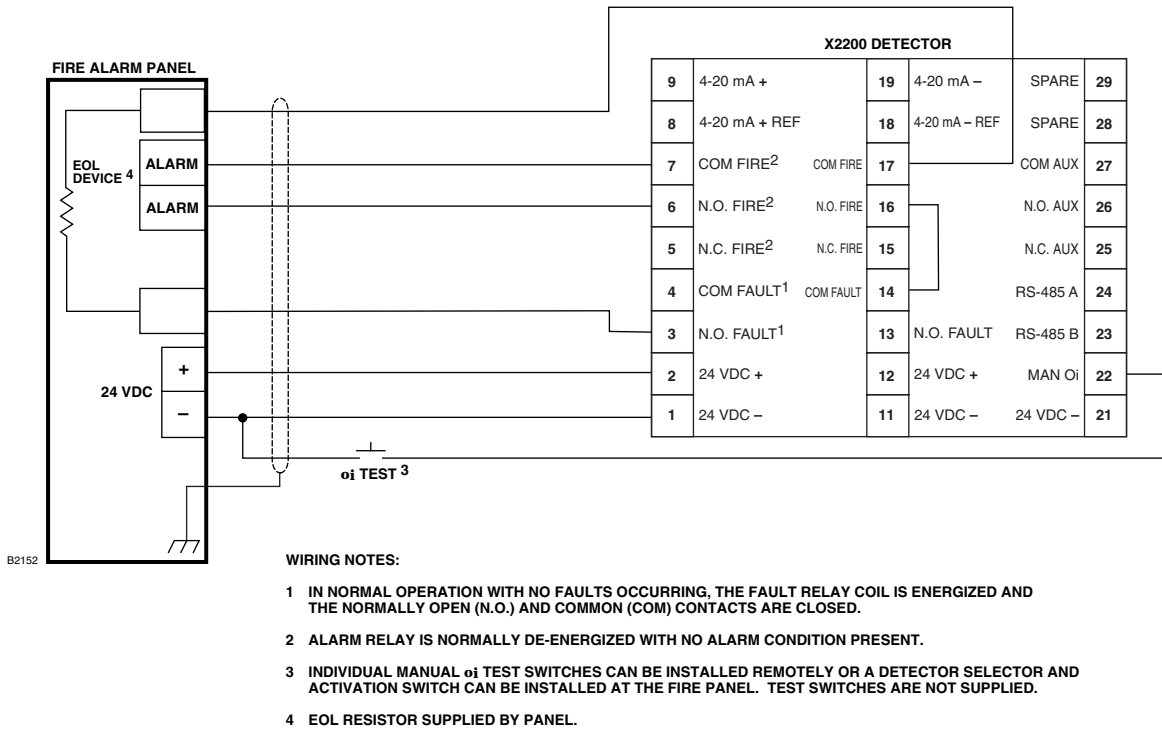 X2200 DETECTOR
FIRE ALARM PANEL
9 4-20 mA + 19 4-20 mA – SPARE 29
8 4-20 mA + REF 18 4-20 mA – REF SPARE 28
EOL DEVICE 4 ALARM 7 COM FIRE2 COM FIRE 17 COM AUX 27
ALARM 6 N.O. FIRE2 N.O. FIRE 16 N.O. AUX 26
5 N.C. FIRE2 N.C. FIRE 15 N.C. AUX 25
4 COM FAULT1 COM FAULT 14 RS-485 A 24
3 N.O. FAULT1 13 N.O. FAULT RS-485 B 23
24 VDC + 2 24 VDC + 12 24 VDC + MAN Oi 22
– 1 24 VDC – 11 24 VDC – 24 VDC – 21
oi TEST 3
B2152
WIRING NOTES:
1 IN NORMAL OPERATION WITH NO FAULTS OCCURRING, THE FAULT RELAY COIL IS ENERGIZED AND
THE NORMALLY OPEN (N.O.) AND COMMON (COM) CONTACTS ARE CLOSED.
2 ALARM RELAY IS NORMALLY DE-ENERGIZED WITH NO ALARM CONDITION PRESENT.
3 INDIVIDUAL MANUAL oi TEST SWITCHES CAN BE INSTALLED REMOTELY OR A DETECTOR SELECTOR AND
ACTIVATION SWITCH CAN BE INSTALLED AT THE FIRE PANEL. TEST SWITCHES ARE NOT SUPPLIED.
4 EOL RESISTOR SUPPLIED BY PANEL.